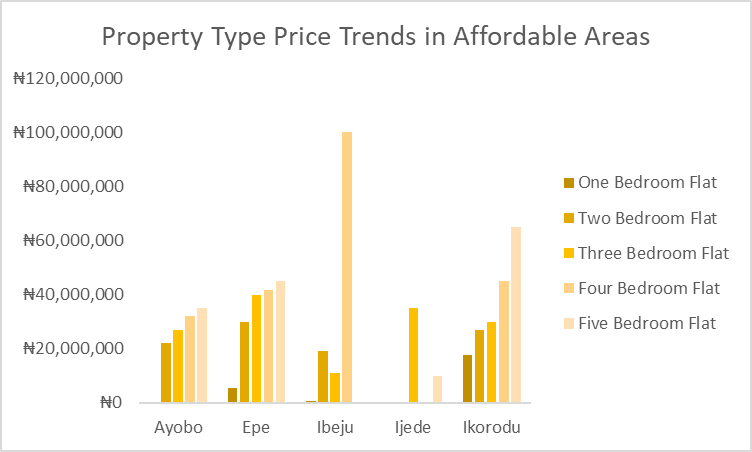 Property Type Price Trends in Affordable Areas
₦120,000,000
₦100,000,000
₦80,000,000
₦60,000,000
₦40,000,000
₦20,000,000
₦0
Ayobo Epe Ibeju Ijede Ikorodu
One Bedroom Flat
Two Bedroom Flat
Three Bedroom Flat
Four Bedroom Flat
Five Bedroom Flat